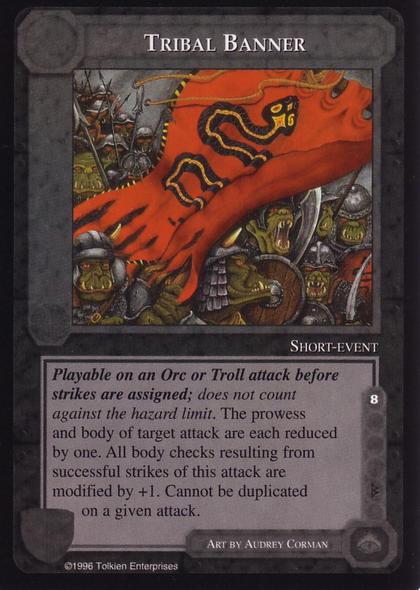 Tribal Banner
Short-event
Playable on an Orc or Troll attack before
strikes are assigned; does not count
against the hazard limit. The prowess
and body of target attack are each reduced
by one. All body checks resulting from
successful strikes of this attack are
modified by +1. Cannot be duplicated
on a given attack.
8
Art by Audrey Corman
©1996 Tolkien Enterprises